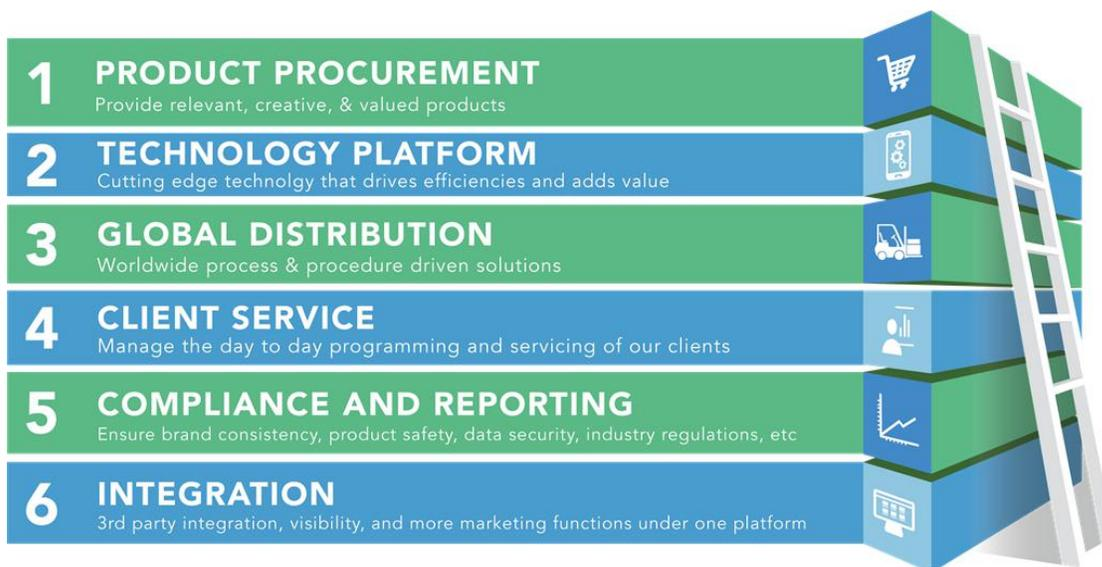 1
PRODUCT PROCUREMENT
Provide relevant, creative, & valued products
2
TECHNOLOGY PLATFORM
Cutting edge technolgy that drives efficiencies and adds value
3
GLOBAL DISTRIBUTION
Worldwide process & procedure driven solutions
4
CLIENT SERVICE
Manage the day to day programming and servicing of our clients
5
COMPLIANCE AND REPORTING
Ensure brand consistency, product safety, data security, industry regulations, etc
6
INTEGRATION
3rd party integration, visibility, and more marketing functions under one platform